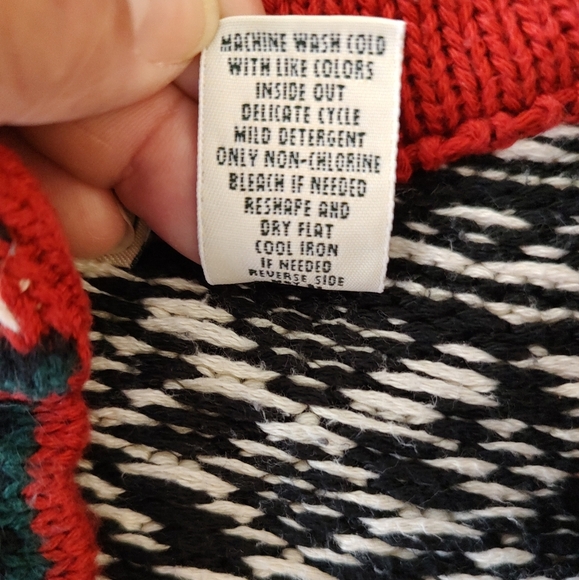 MACHINE WASH COLD
WITH LIKE COLORS
INSIDE OUT
DELICATE CYCLE
MILD DETERGENT
ONLY NON-CHLORINE
BLEACH IF NEEDED
RESHAPE AND
DRY FLAT
COOL IRON
IF NEEDED
REVERSE SIDE